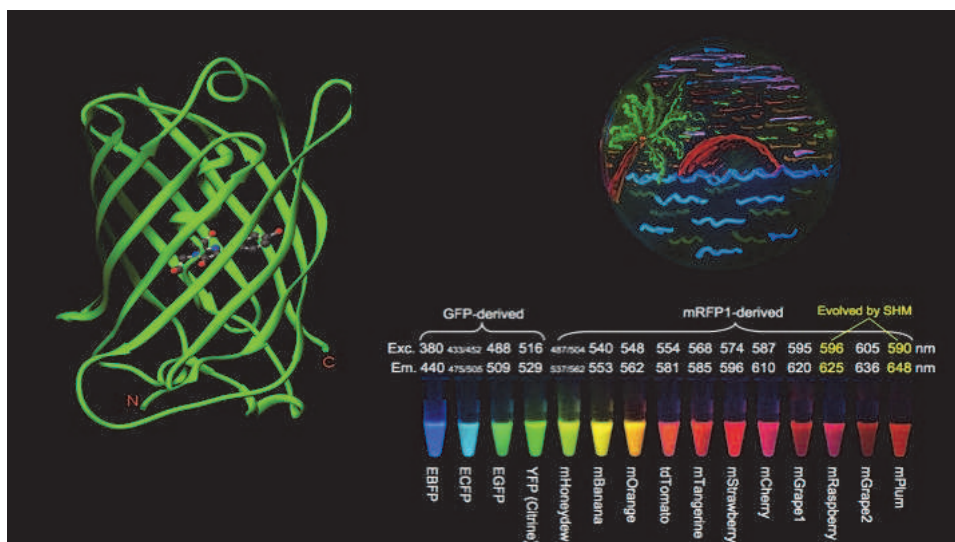 N
C
GFP-derived
mRFP1-derived
Evolved by SHM
Exc. 380 433/452 488 516 487/504 540 548 554 568 574 587 595 596 605 590 nm
Em. 440 475/505 509 529 537/562 553 562 581 585 596 610 620 625 636 648 nm
EBFP
ECFP
EGFP
YFP (Citrine)
mHoneydew
mBanana
mOrange
tdTomato
mTangerine
mStrawberry
mCherry
mGrape1
mRaspberry
mGrape2
mPlum